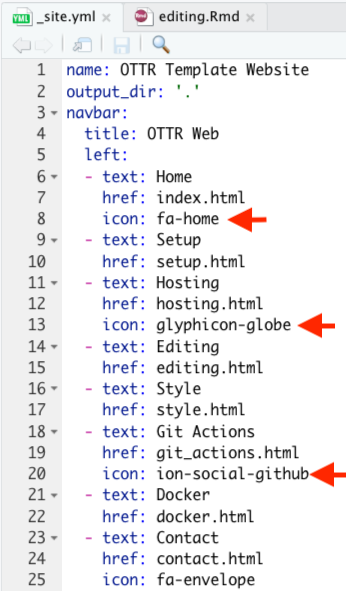 YML _site.yml × Rmd editing.Rmd ×
1 name: OTTR Template Website
2 output_dir: '.'
3 navbar:
4   title: OTTR Web
5   left:
6   - text: Home
7     href: index.html
8     icon: fa-home
9   - text: Setup
10     href: setup.html
11   - text: Hosting
12     href: hosting.html
13     icon: glyphicon-globe
14   - text: Editing
15     href: editing.html
16   - text: Style
17     href: style.html
18   - text: Git Actions
19     href: git_actions.html
20     icon: ion-social-github
21   - text: Docker
22     href: docker.html
23   - text: Contact
24     href: contact.html
25     icon: fa-envelope